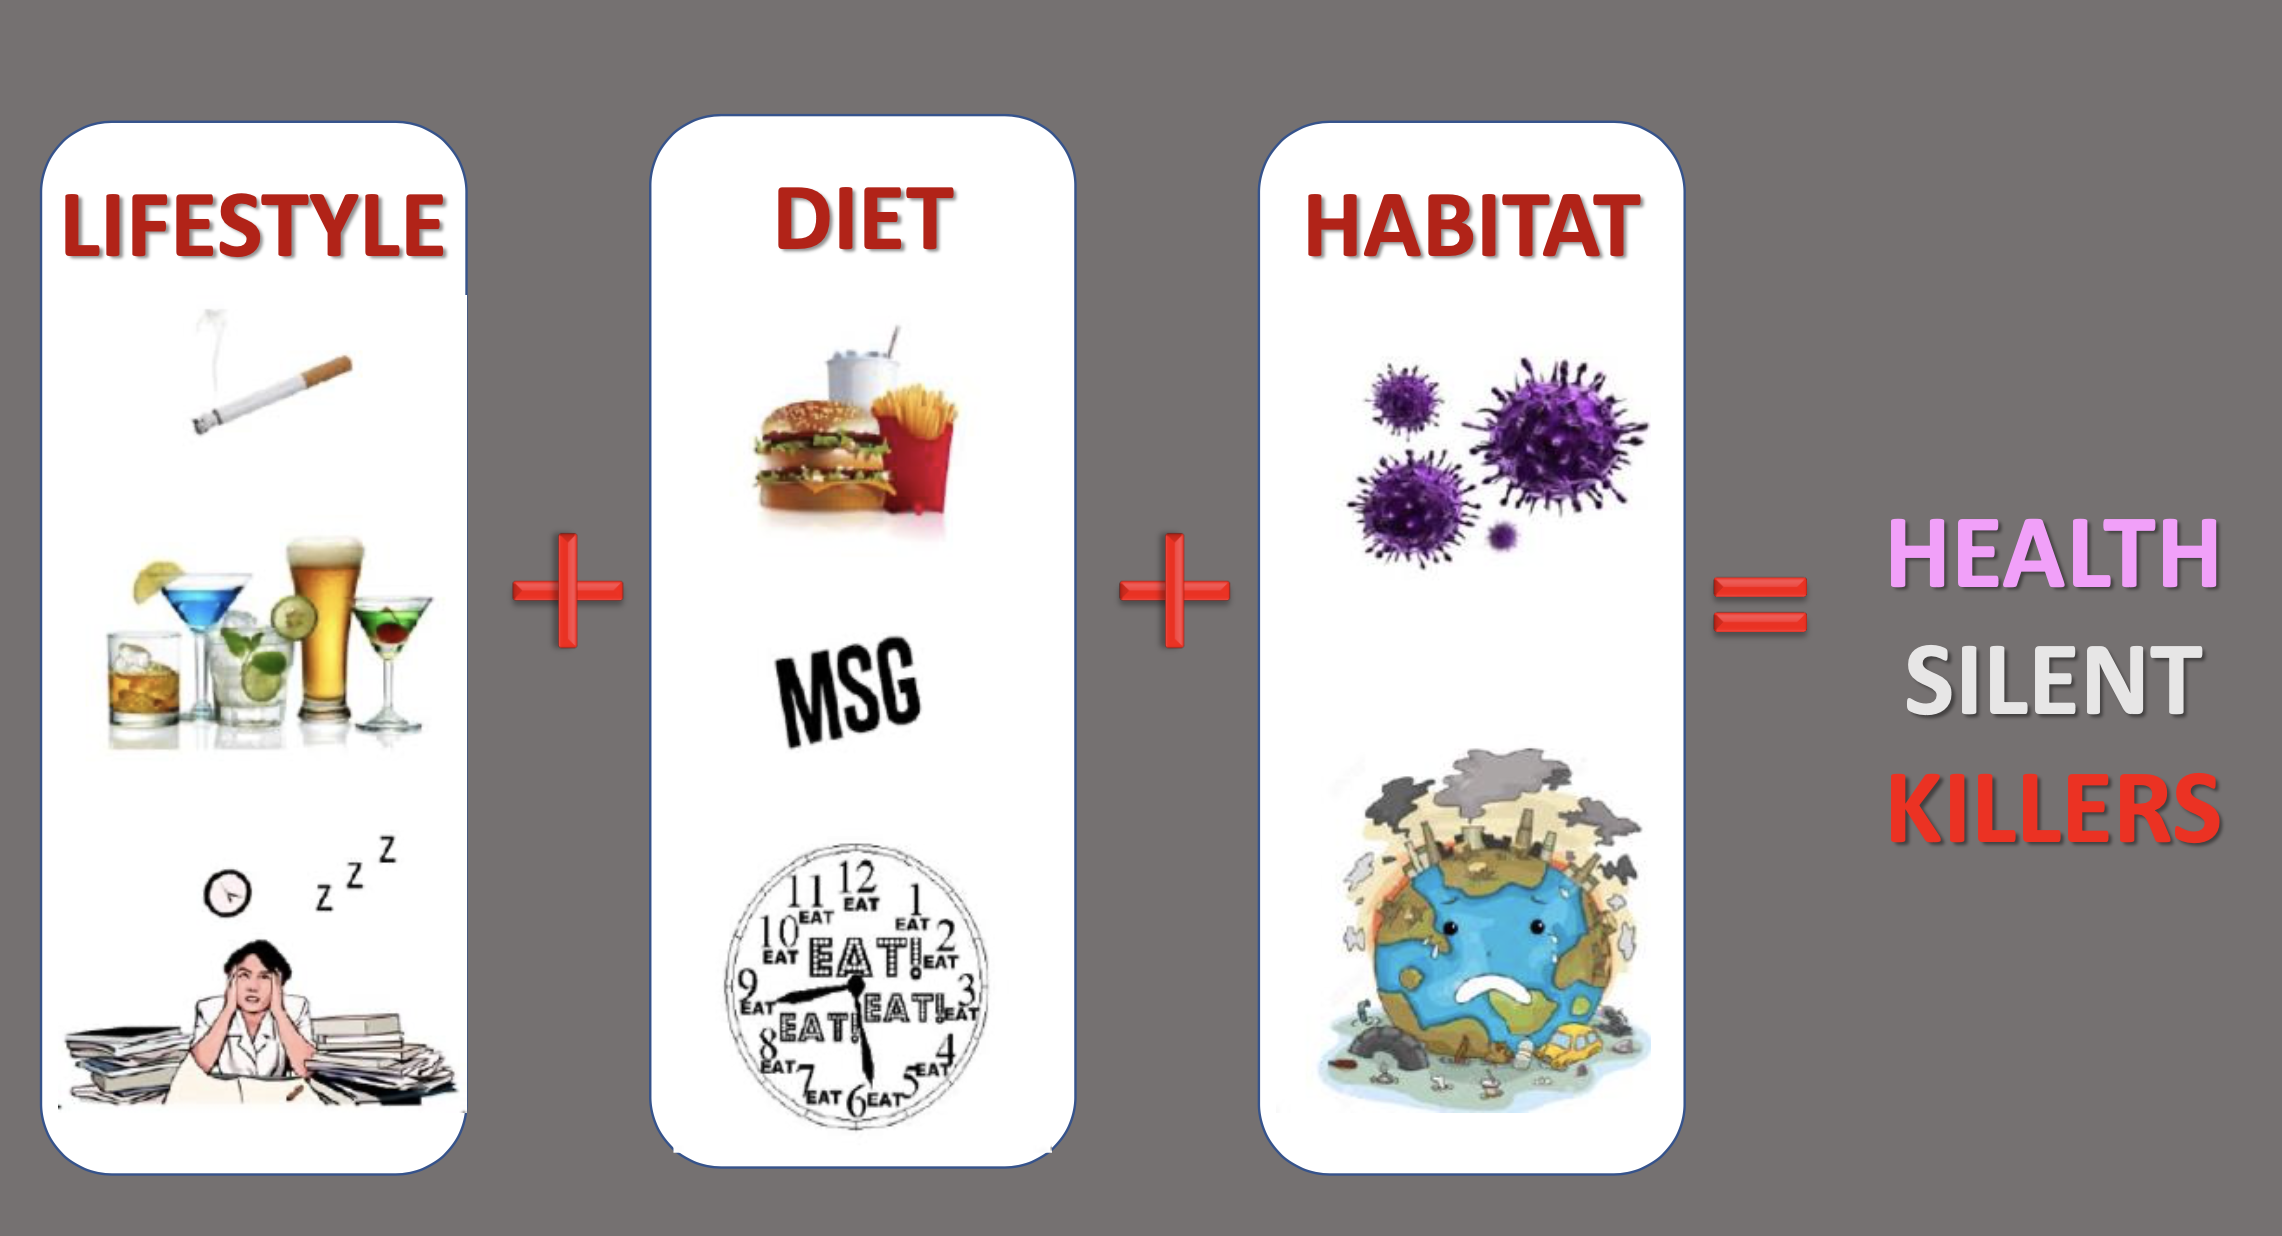 LIFESTYLE
Z
Z
Z
+
DIET
MSG
12
EAT
11
EAT
1
EAT
10
EAT
2
EAT
EAT!
9
EAT
3
EAT
EAT!
EAT!
8
EAT
4
EAT
7
EAT
5
6
EAT
+
HABITAT
=
HEALTH
SILENT
KILLERS